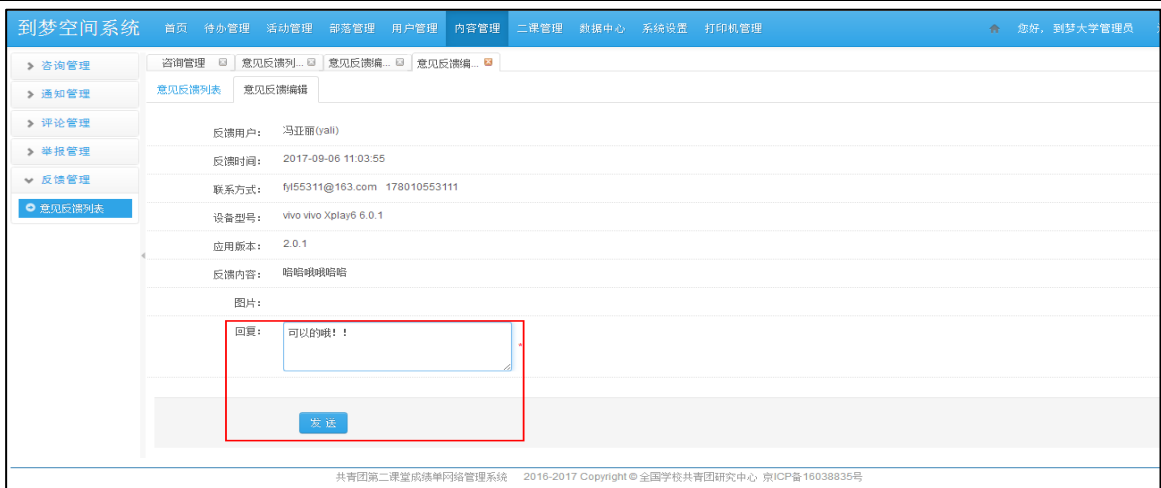 到梦空间系统 首页 待办管理 活动管理 部落管理 用户管理 内容管理 二课管理 数据中心 系统设置 打印机管理 您好，到梦大学管理员
咨询管理
通知管理
评论管理
举报管理
反馈管理
意见反馈列表
咨询管理 意见反馈列... 意见反馈编... 意见反馈编...
意见反馈列表 意见反馈编辑
反馈用户： 冯亚丽(yali)
反馈时间： 2017-09-06 11:03:55
联系方式： fyl55311@163.com 178010553111
设备型号： vivo vivo Xplay6 6.0.1
应用版本： 2.0.1
反馈内容： 哈哈哦哦哈哈
图片：
回复： 可以的哦！！ *
发送
共青团第二课堂成绩单网络管理系统 2016-2017 Copyright © 全国学校共青团研究中心 京ICP备16038835号